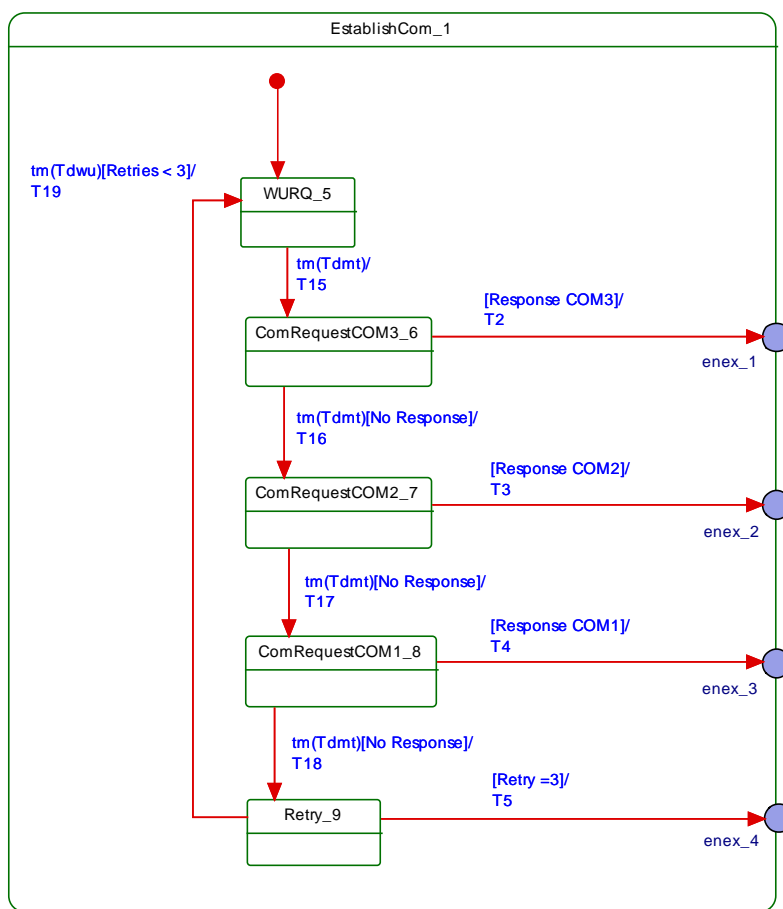 EstablishCom_1
tm(Tdwu)[Retries < 3]/
T19
WURQ_5
tm(Tdmt)/
T15
[Response COM3]/
T2
ComRequestCOM3_6
enex_1
tm(Tdmt)[No Response]/
T16
[Response COM2]/
T3
ComRequestCOM2_7
enex_2
tm(Tdmt)[No Response]/
T17
[Response COM1]/
T4
ComRequestCOM1_8
enex_3
tm(Tdmt)[No Response]/
T18
[Retry =3]/
T5
Retry_9
enex_4